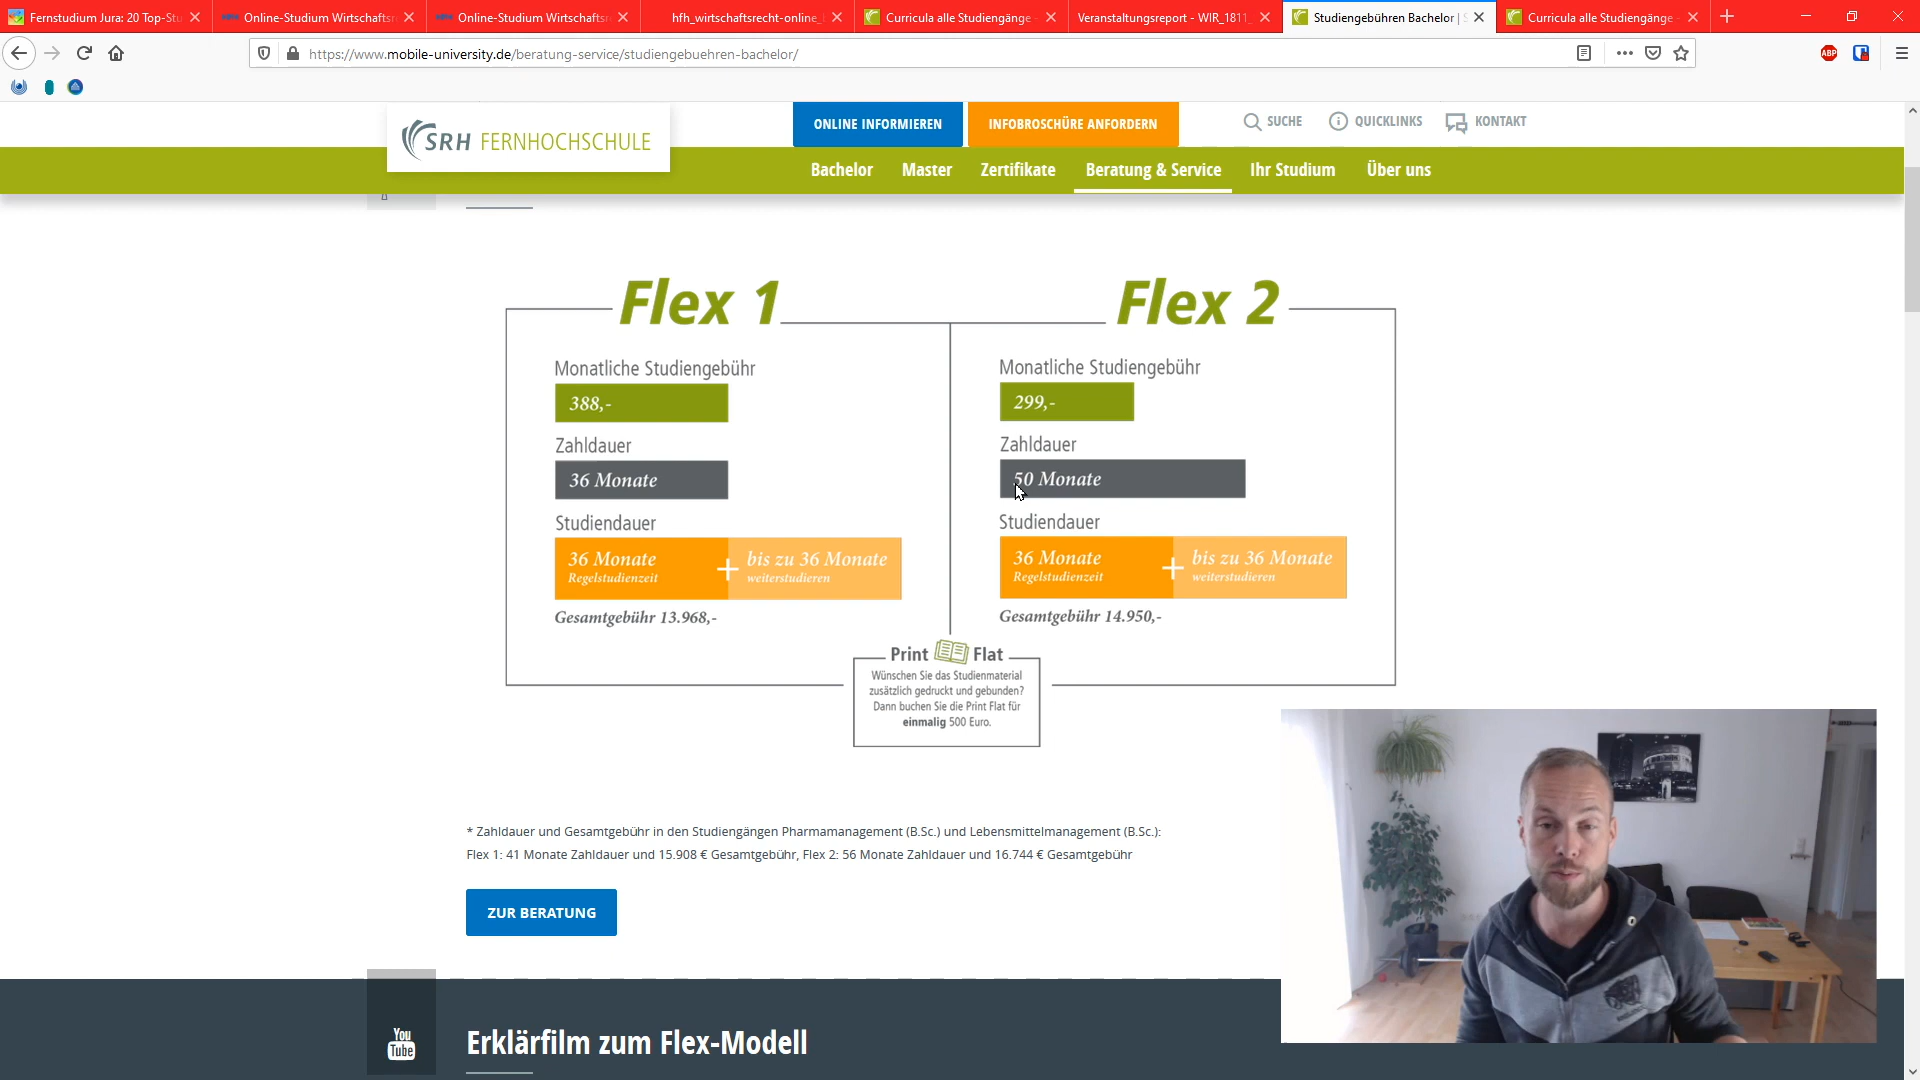 Fernstudium Jura: 20 Top-Stu
Online-Studium Wirtschaftsr
Online-Studium Wirtschaftsr
hfh_wirtschaftsrecht-online_
Curricula alle Studiengänge -
Veranstaltungsreport - WIR_1811_
Studiengebühren Bachelor | S
Curricula alle Studiengänge -
https://www.mobile-university.de/beratung-service/studiengebuehren-bachelor/
ABP
SRH FERNHOCHSCHULE
ONLINE INFORMIEREN
INFOBROSCHÜRE ANFORDERN
SUCHE
QUICKLINKS
KONTAKT
Bachelor
Master
Zertifikate
Beratung & Service
Ihr Studium
Über uns
Flex 1
Monatliche Studiengebühr
388,-
Zahldauer
36 Monate
Studiendauer
36 Monate + bis zu 36 Monate
Regelstudienzeit weiterstudieren
Gesamtgebühr 13.968,-
Flex 2
Monatliche Studiengebühr
299,-
Zahldauer
50 Monate
Studiendauer
36 Monate + bis zu 36 Monate
Regelstudienzeit weiterstudieren
Gesamtgebühr 14.950,-
Print Flat
Wünschen Sie das Studienmaterial
zusätzlich gedruckt und gebunden?
Dann buchen Sie die Print Flat für
einmalig 500 Euro.
* Zahldauer und Gesamtgebühr in den Studiengängen Pharmamanagement (B.Sc.) und Lebensmittelmanagement (B.Sc.):
Flex 1: 41 Monate Zahldauer und 15.908 € Gesamtgebühr, Flex 2: 56 Monate Zahldauer und 16.744 € Gesamtgebühr
ZUR BERATUNG
You
Tube
Erklärfilm zum Flex-Modell